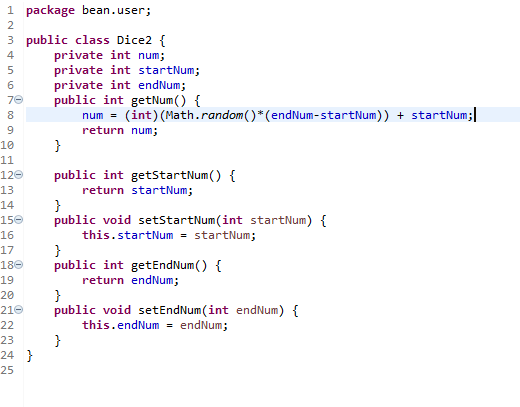 1 package bean.user;
2
3 public class Dice2 {
4     private int num;
5     private int startNum;
6     private int endNum;
7     public int getNum() {
8         num = (int)(Math.random()*(endNum-startNum)) + startNum;
9         return num;
10     }
11
12     public int getStartNum() {
13         return startNum;
14     }
15     public void setStartNum(int startNum) {
16         this.startNum = startNum;
17     }
18     public int getEndNum() {
19         return endNum;
20     }
21     public void setEndNum(int endNum) {
22         this.endNum = endNum;
23     }
24 }
25